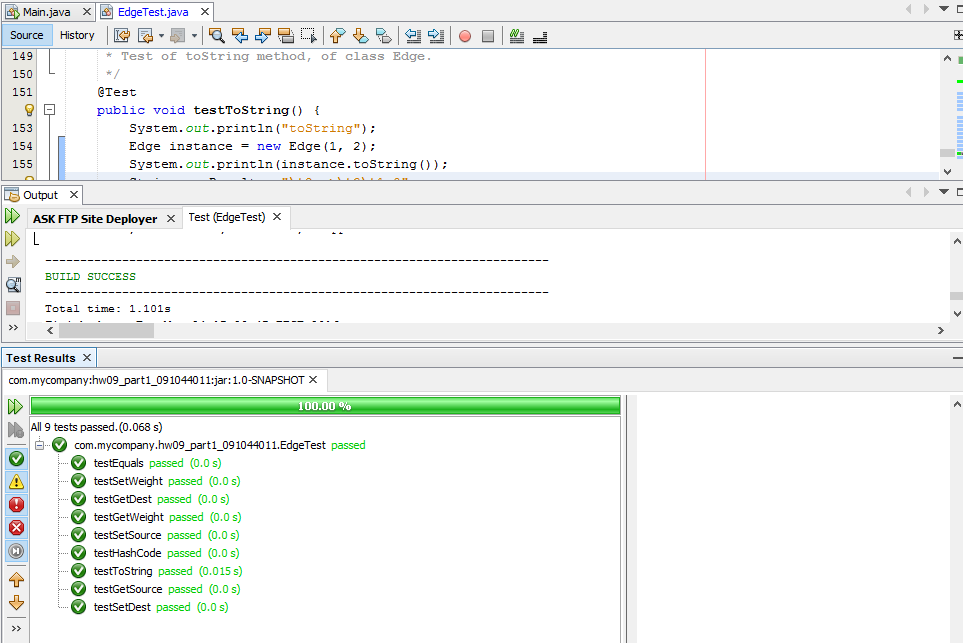 Main.java
EdgeTest.java
Source History
149 * Test of toString method, of class Edge.
150 */
151 @Test
public void testToString() {
153 System.out.println("toString");
154 Edge instance = new Edge(1, 2);
155 System.out.println(instance.toString());
Output
ASK FTP Site Deployer
Test (EdgeTest)
------------------------------------------------------------------------
BUILD SUCCESS
------------------------------------------------------------------------
Total time: 1.101s
Test Results
com.mycompany:hw09_part1_091044011:jar:1.0-SNAPSHOT
100.00 %
All 9 tests passed.(0.068 s)
com.mycompany.hw09_part1_091044011.EdgeTest passed
testEquals passed (0.0 s)
testSetWeight passed (0.0 s)
testGetDest passed (0.0 s)
testGetWeight passed (0.0 s)
testSetSource passed (0.0 s)
testHashCode passed (0.0 s)
testToString passed (0.015 s)
testGetSource passed (0.0 s)
testSetDest passed (0.0 s)